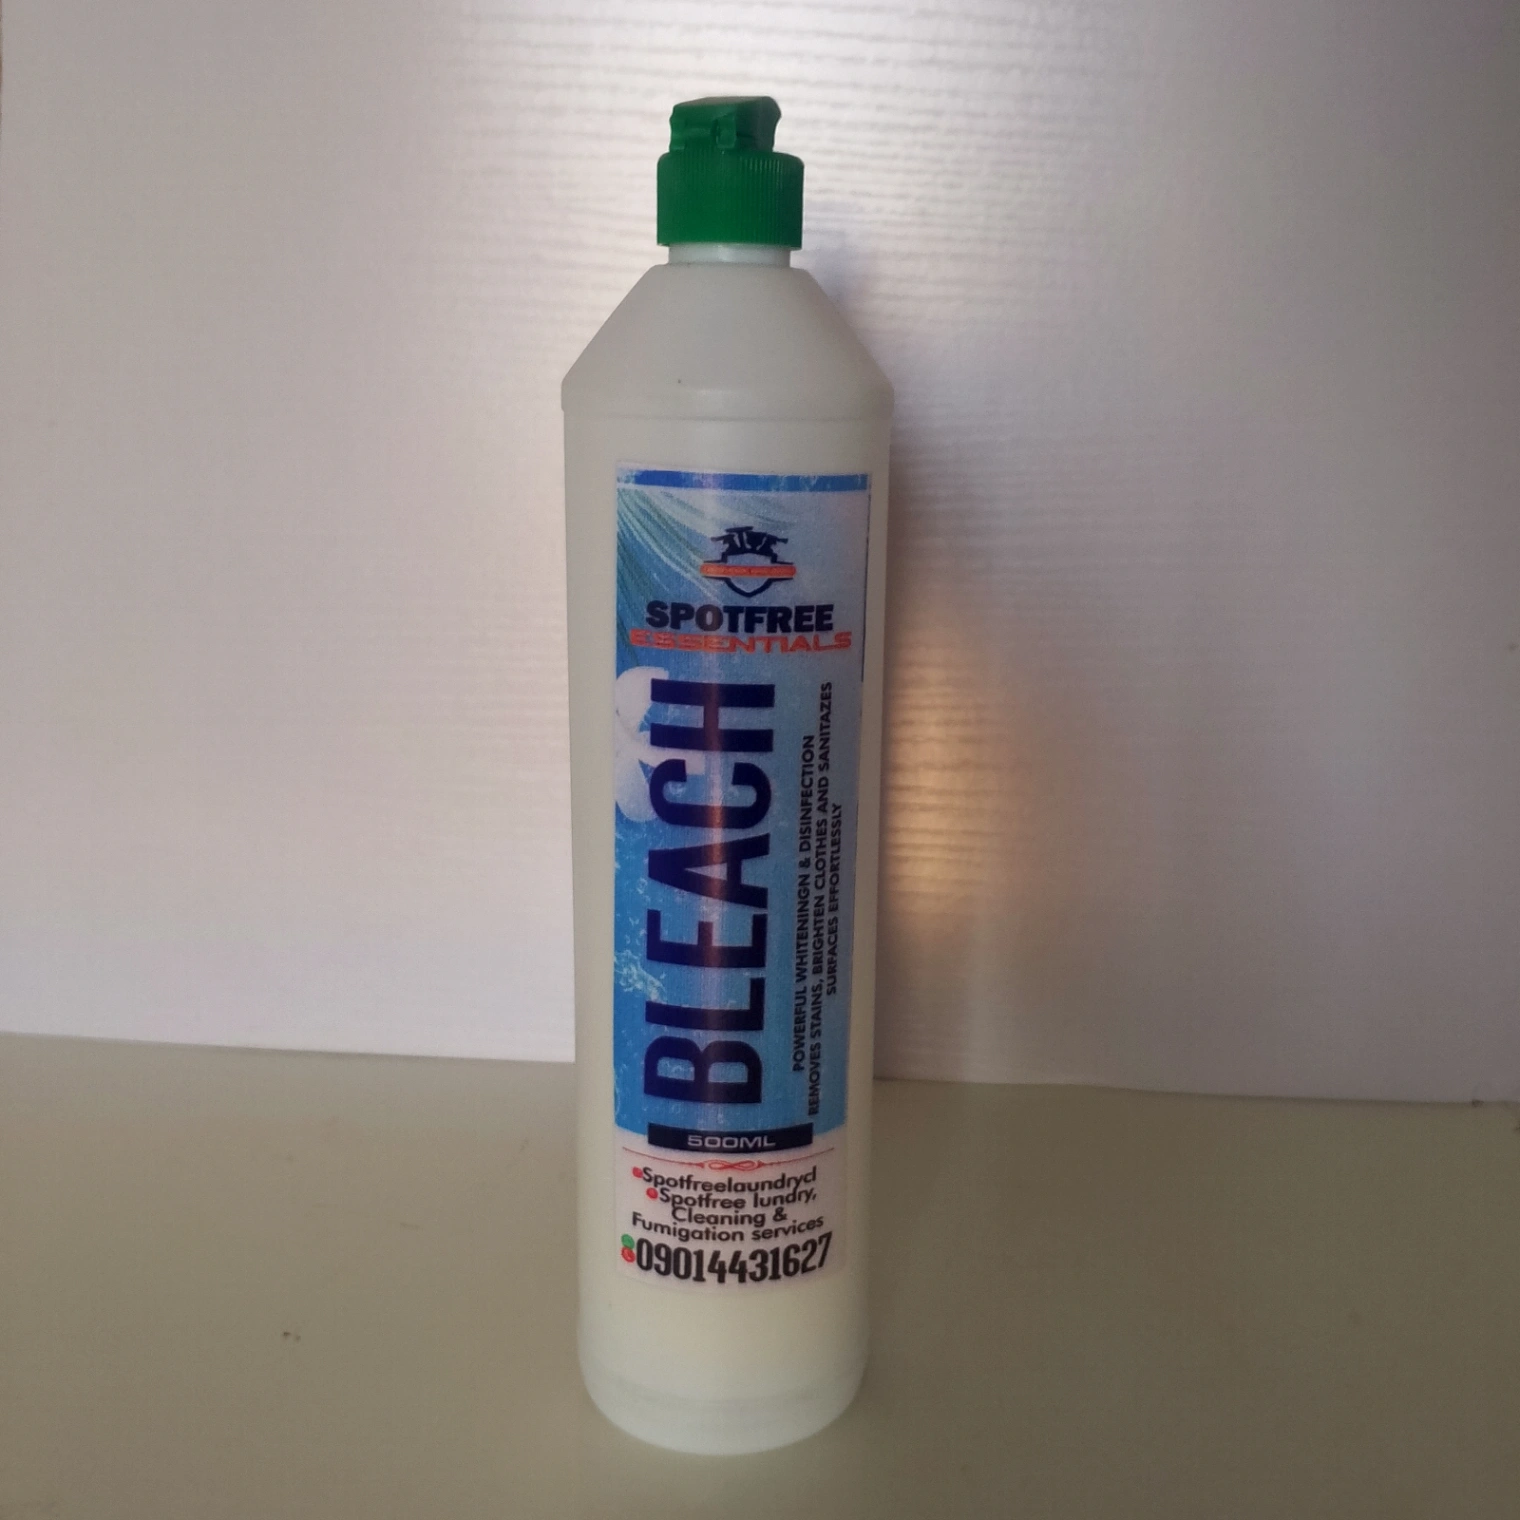 SPOTFREE
ESSENTIALS
BLEACH
POWERFUL WHITENINGN & DISINFECTION
REMOVES STAINS, BRIGHTEN CLOTHES AND SANITAZES
SURFACES EFFORTLESSLY
500ML
Spotfreelaundrycl
Spotfree lundry,
Cleaning &
Fumigation services
09014431627